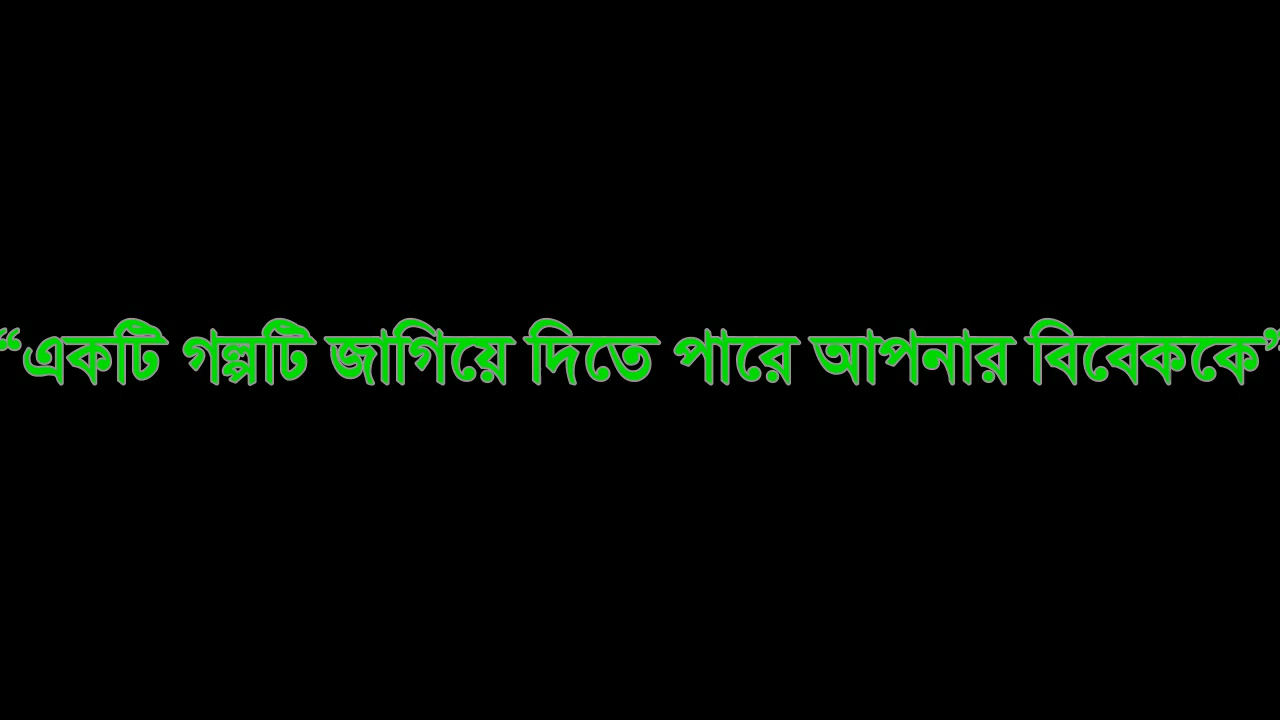 “একটি গল্পটি জাগিয়ে দিতে পারে আপনার বিবেককে”